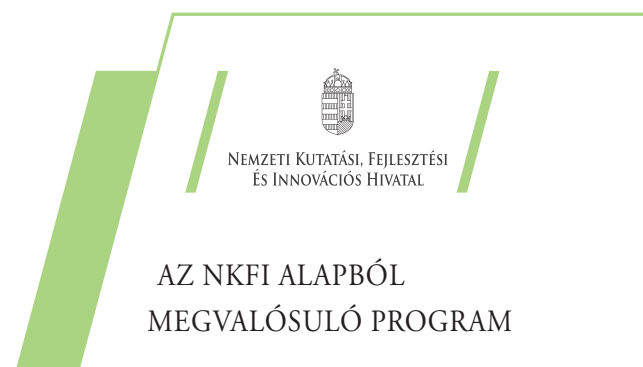 NEMZETI KUTATÁSI, FEJLESZTÉSI
ÉS INNOVÁCIÓS HIVATAL
AZ NKFI ALAPBÓL
MEGVALÓSULÓ PROGRAM